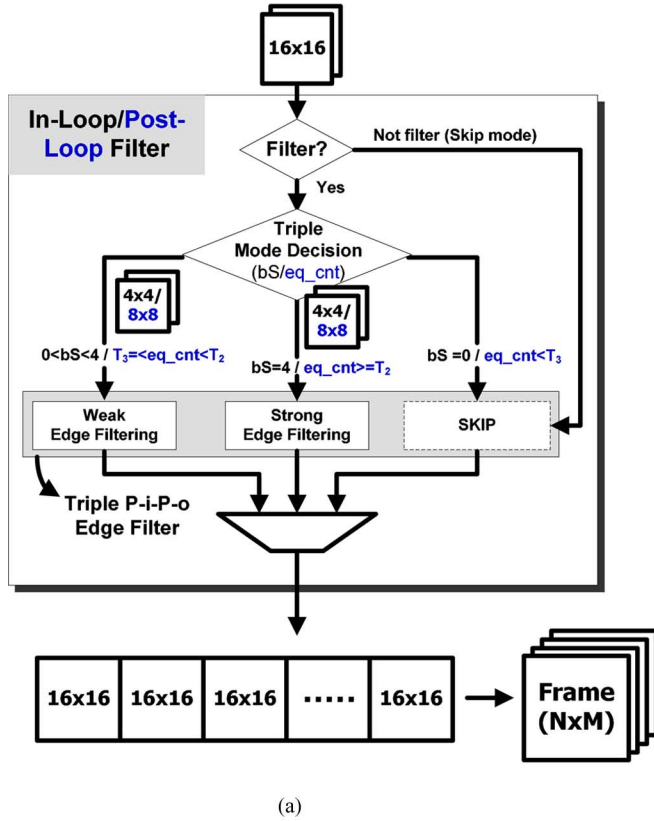 16x16
In-Loop/Post-
Loop Filter
Filter?
Not filter (Skip mode)
Yes
Triple
Mode Decision
(bS/eq_cnt)
4x4/
8x8
4x4/
8x8
0<bS<4 / T3=<eq_cnt<T2
bS=4 / eq_cnt>=T2
bS =0 / eq_cnt<T3
Weak
Edge Filtering
Strong
Edge Filtering
SKIP
Triple P-i-P-o
Edge Filter
16x16 16x16 16x16 ····· 16x16
Frame
(NxM)
(a)